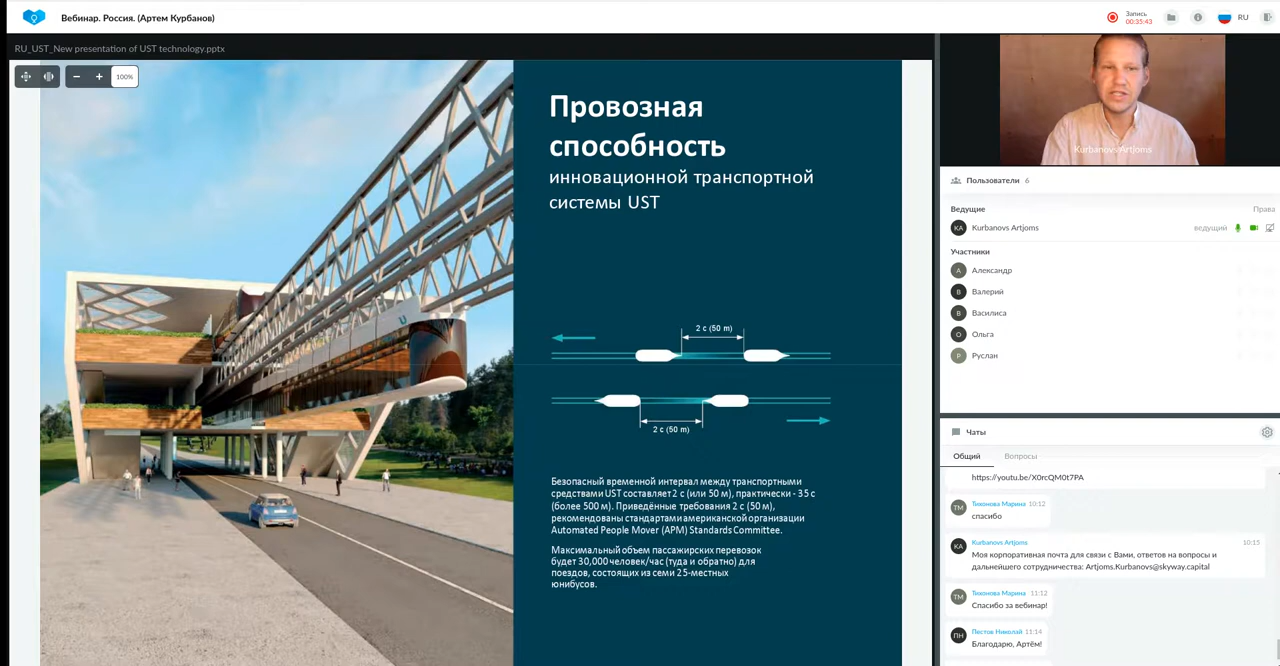 Вебинар. Россия. (Артем Курбанов)
Запись
00:35:43
RU
RU_UST_New presentation of UST technology.pptx
100%
Провозная
способность
инновационной транспортной
системы UST
2 с (50 m)
2 с (50 m)
Безопасный временной интервал между транспортными
средствами UST составляет 2 с (или 50 м), практически - 35 с
(более 500 м). Приведённые требования 2 с (50 м),
рекомендованы стандартами американской организации
Automated People Mover (APM) Standards Committee.
Максимальный объем пассажирских перевозок
будет 30,000 человек/час (туда и обратно) для
поездов, состоящих из семи 25-местных
юнибусов.
Kurbanovs Artjoms
Пользователи 6
Ведущие Права
KA Kurbanovs Artjoms ведущий
Участники
А Александр
В Валерий
В Василиса
О Ольга
Р Руслан
Чаты
Общий Вопросы
https://youtu.be/X0rcQM0t7PA
ТМ Тихонова Марина 10:12
спасибо
KA Kurbanovs Artjoms 10:15
Моя корпоративная почта для связи с Вами, ответов на вопросы и
дальнейшего сотрудничества: Artjoms.Kurbanovs@skyway.capital
ТМ Тихонова Марина 11:12
Спасибо за вебинар!
ПН Пестов Николай 11:14
Благодарю, Артём!